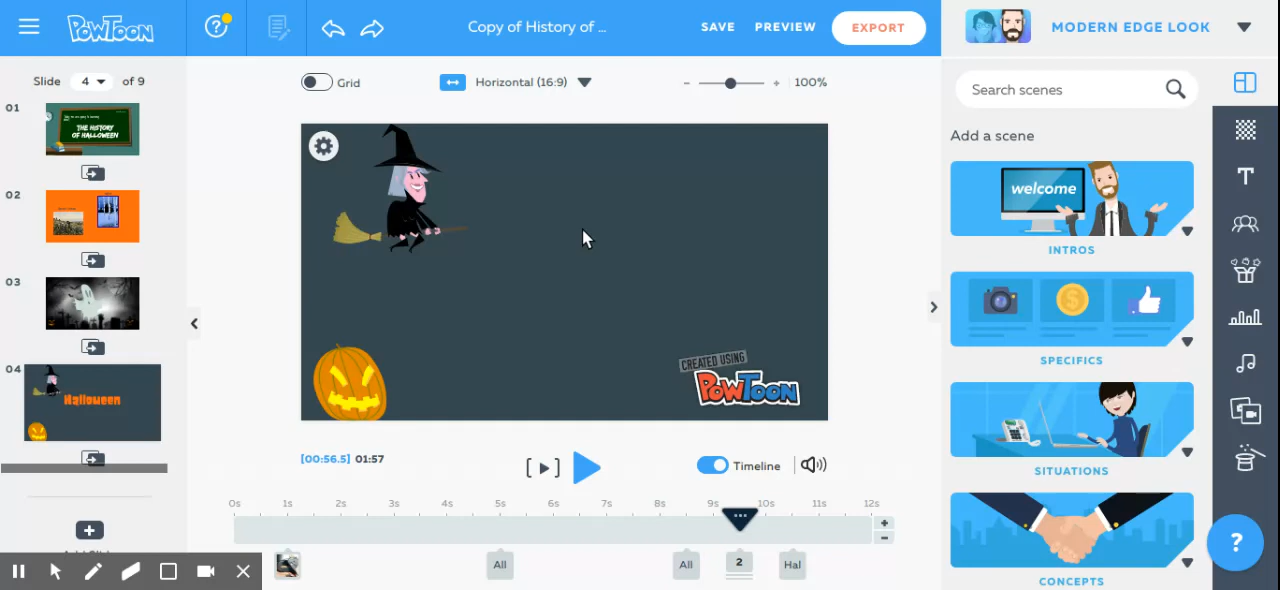 POWTOON
?
Copy of History of ...
SAVE
PREVIEW
EXPORT
MODERN EDGE LOOK
Slide 4 of 9
Grid
Horizontal (16:9)
- + 100%
Search scenes
Add a scene
01
THE HISTORY
OF HALLOWEEN
02
03
04
Halloween
CREATED USING
POWTOON
welcome
INTROS
$
SPECIFICS
SITUATIONS
CONCEPTS
[00:56.5] 01:57
[ ]
Timeline
0s 1s 2s 3s 4s 5s 6s 7s 8s 9s 10s 11s 12s
+
-
All
All
2
Hal
+
T
?